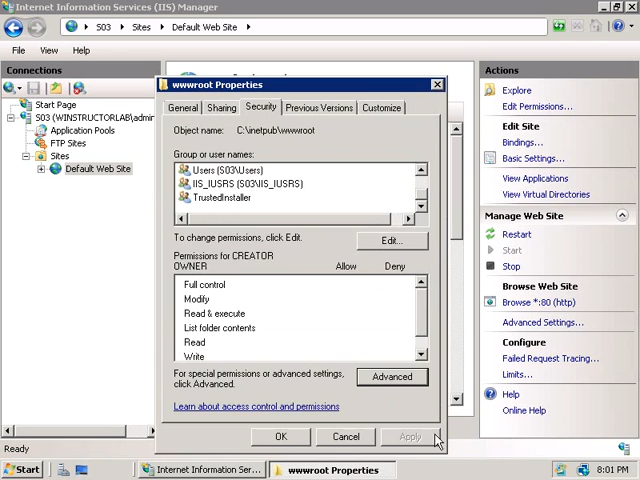 Internet Information Services (IIS) Manager
S03 Sites Default Web Site
File View Help
Connections
Start Page
S03 (WINSTRUCTORLAB\admin
Application Pools
FTP Sites
Sites
Default Web Site
wwwroot Properties
General Sharing Security Previous Versions Customize
Object name: C:\inetpub\wwwroot
Group or user names:
Users (S03\Users)
IIS_IUSRS (S03\IIS_IUSRS)
TrustedInstaller
To change permissions, click Edit.
Edit...
Permissions for CREATOR
OWNER Allow Deny
Full control
Modify
Read & execute
List folder contents
Read
Write
For special permissions or advanced settings,
click Advanced.
Advanced
Learn about access control and permissions
OK Cancel Apply
Actions
Explore
Edit Permissions...
Edit Site
Bindings...
Basic Settings...
View Applications
View Virtual Directories
Manage Web Site
Restart
Start
Stop
Browse Web Site
Browse *:80 (http)
Advanced Settings...
Configure
Failed Request Tracing...
Limits...
Help
Online Help
Ready
Start Internet Information Ser... wwwroot Properties 8:01 PM